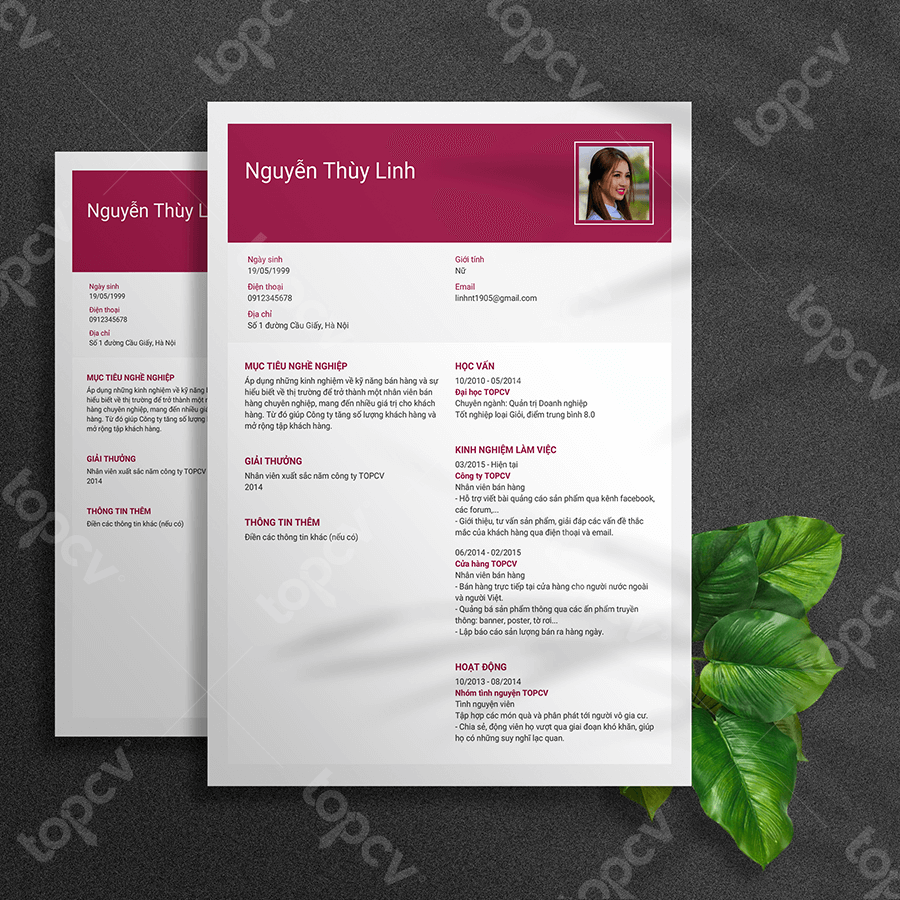 Nguyễn Thùy Linh
Ngày sinh
19/05/1999
Điện thoại
0912345678
Địa chỉ
Số 1 đường Cầu Giấy, Hà Nội
Giới tính
Nữ
Email
linhnt1905@gmail.com
MỤC TIÊU NGHỀ NGHIỆP
Áp dụng những kinh nghiệm về kỹ năng bán hàng và sự
hiểu biết về thị trường để trở thành một nhân viên bán
hàng chuyên nghiệp, mang đến nhiều giá trị cho khách
hàng. Từ đó giúp Công ty tăng số lượng khách hàng và
mở rộng tập khách hàng.
GIẢI THƯỞNG
Nhân viên xuất sắc năm công ty TOPCV
2014
THÔNG TIN THÊM
Điền các thông tin khác (nếu có)
HỌC VẤN
10/2010 - 05/2014
Đại học TOPCV
Chuyên ngành: Quản trị Doanh nghiệp
Tốt nghiệp loại Giỏi, điểm trung bình 8.0
KINH NGHIỆM LÀM VIỆC
03/2015 - Hiện tại
Công ty TOPCV
Nhân viên bán hàng
- Hỗ trợ viết bài quảng cáo sản phẩm qua kênh facebook,
các forum,...
- Giới thiệu, tư vấn sản phẩm, giải đáp các vấn đề thắc
mắc của khách hàng qua điện thoại và email.
06/2014 - 02/2015
Cửa hàng TOPCV
Nhân viên bán hàng
- Bán hàng trực tiếp tại cửa hàng cho người nước ngoài
và người Việt.
- Quảng bá sản phẩm thông qua các ấn phẩm truyền
thông: banner, poster, tờ rơi...
- Lập báo cáo sản lượng bán ra hàng ngày.
HOẠT ĐỘNG
10/2013 - 08/2014
Nhóm tình nguyện TOPCV
Tình nguyện viên
Tập hợp các món quà và phân phát tới người vô gia cư.
- Chia sẻ, động viên họ vượt qua giai đoạn khó khăn, giúp
họ có những suy nghĩ lạc quan.
Nguyễn Thùy L
Ngày sinh
19/05/1999
Điện thoại
0912345678
Địa chỉ
Số 1 đường Cầu Giấy, Hà Nội
MỤC TIÊU NGHỀ NGHIỆP
Áp dụng những kinh nghiệm về kỹ năn
hiểu biết về thị trường để trở thành m
hàng chuyên nghiệp, mang đến nhiều
hàng. Từ đó giúp Công ty tăng số lượn
mở rộng tập khách hàng.
GIẢI THƯỞNG
Nhân viên xuất sắc năm công ty TOPCV
2014
THÔNG TIN THÊM
Điền các thông tin khác (nếu có)
topcv
topcv
topcv
topcv
topcv
topcv
topcv
topcv